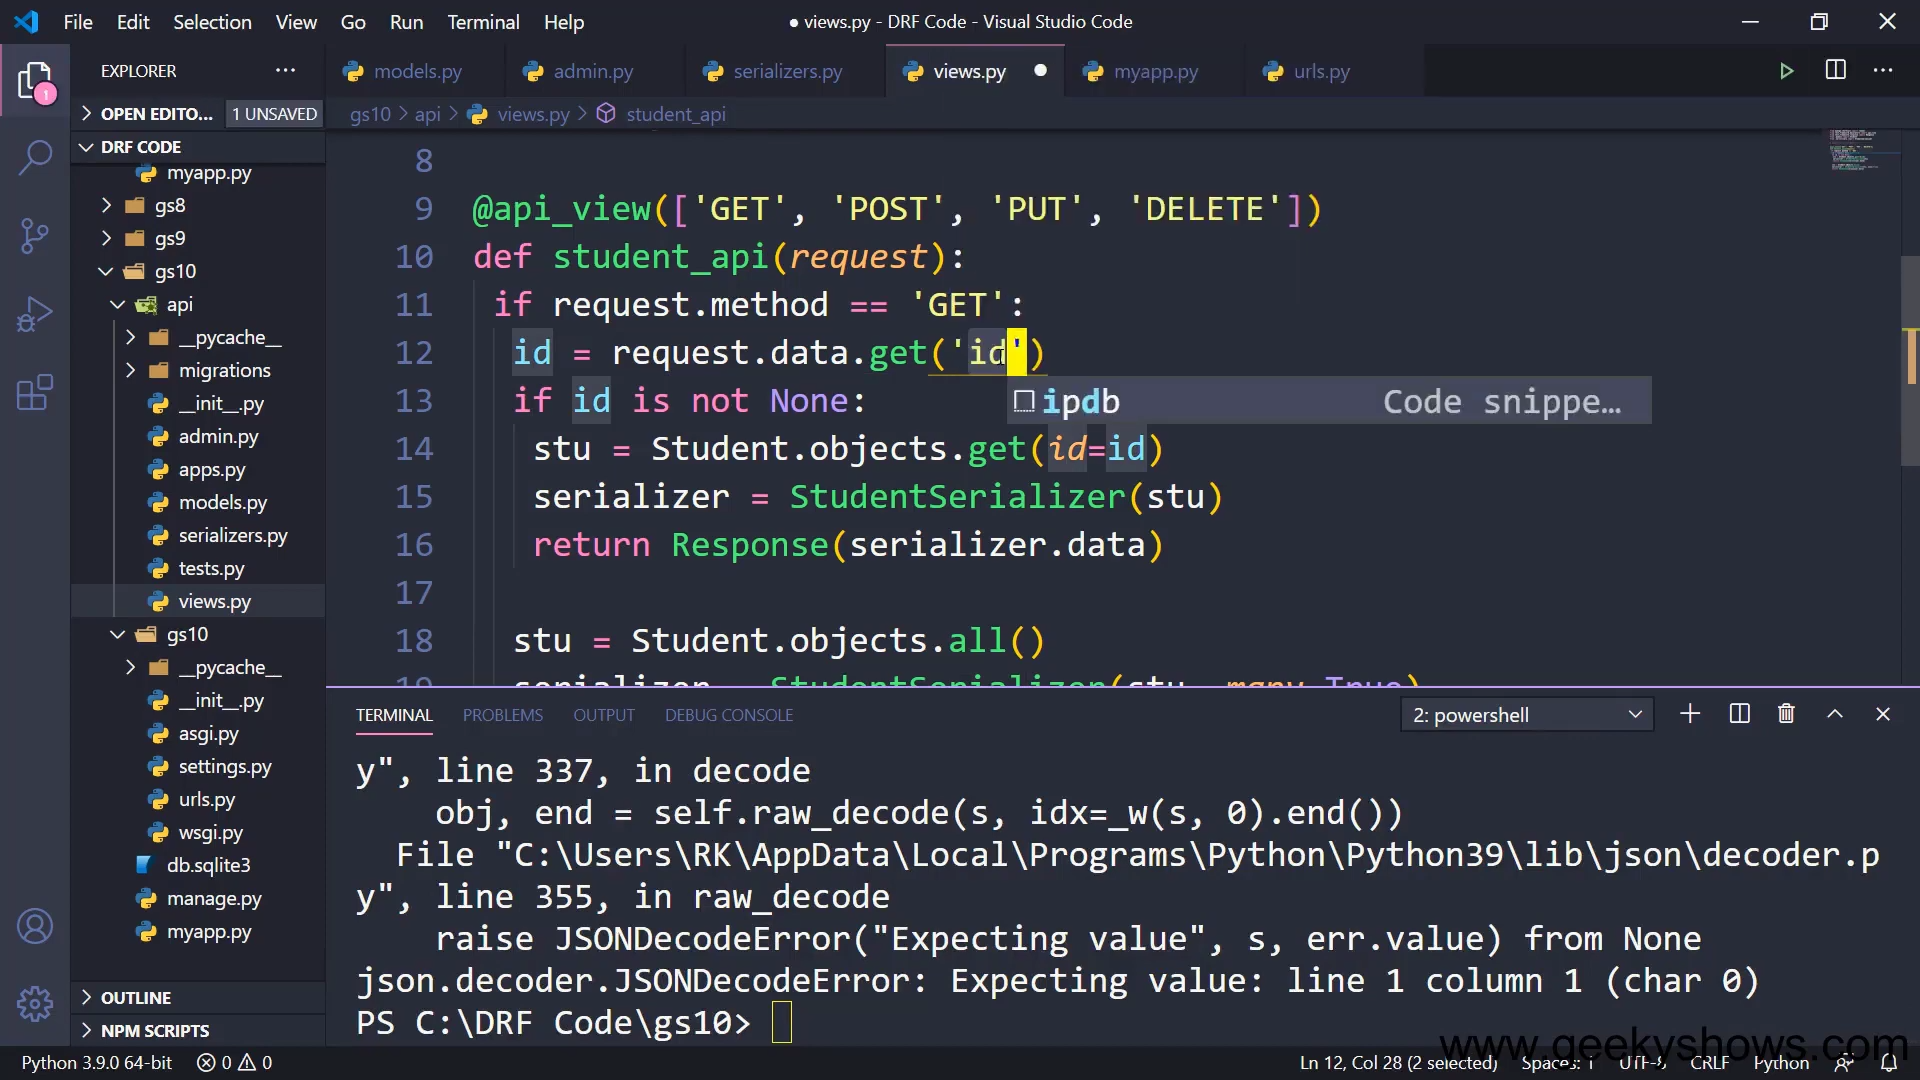 File Edit Selection View Go Run Terminal Help
● views.py - DRF Code - Visual Studio Code
EXPLORER
1
OPEN EDITO... 1 UNSAVED
DRF CODE
myapp.py
gs8
gs9
gs10
api
__pycache__
migrations
__init__.py
admin.py
apps.py
models.py
serializers.py
tests.py
views.py
gs10
__pycache__
__init__.py
asgi.py
settings.py
urls.py
wsgi.py
db.sqlite3
manage.py
myapp.py
OUTLINE
NPM SCRIPTS
models.py admin.py serializers.py views.py myapp.py urls.py
gs10 > api > views.py > student_api
8
9 @api_view(['GET', 'POST', 'PUT', 'DELETE'])
10 def student_api(request):
11 if request.method == 'GET':
12 id = request.data.get('id')
13 if id is not None:
ipdb Code snippe...
14 stu = Student.objects.get(id=id)
15 serializer = StudentSerializer(stu)
16 return Response(serializer.data)
17
18 stu = Student.objects.all()
19 serializer = StudentSerializer(stu, many=True)
TERMINAL PROBLEMS OUTPUT DEBUG CONSOLE 2: powershell
y", line 337, in decode
obj, end = self.raw_decode(s, idx=_w(s, 0).end())
File "C:\Users\RK\AppData\Local\Programs\Python\Python39\lib\json\decoder.p
y", line 355, in raw_decode
raise JSONDecodeError("Expecting value", s, err.value) from None
json.decoder.JSONDecodeError: Expecting value: line 1 column 1 (char 0)
PS C:\DRF Code\gs10>
www.geekyshows.com
Python 3.9.0 64-bit 0 0 Ln 12, Col 28 (2 selected) Spaces: 1 UTF-8 CRLF Python